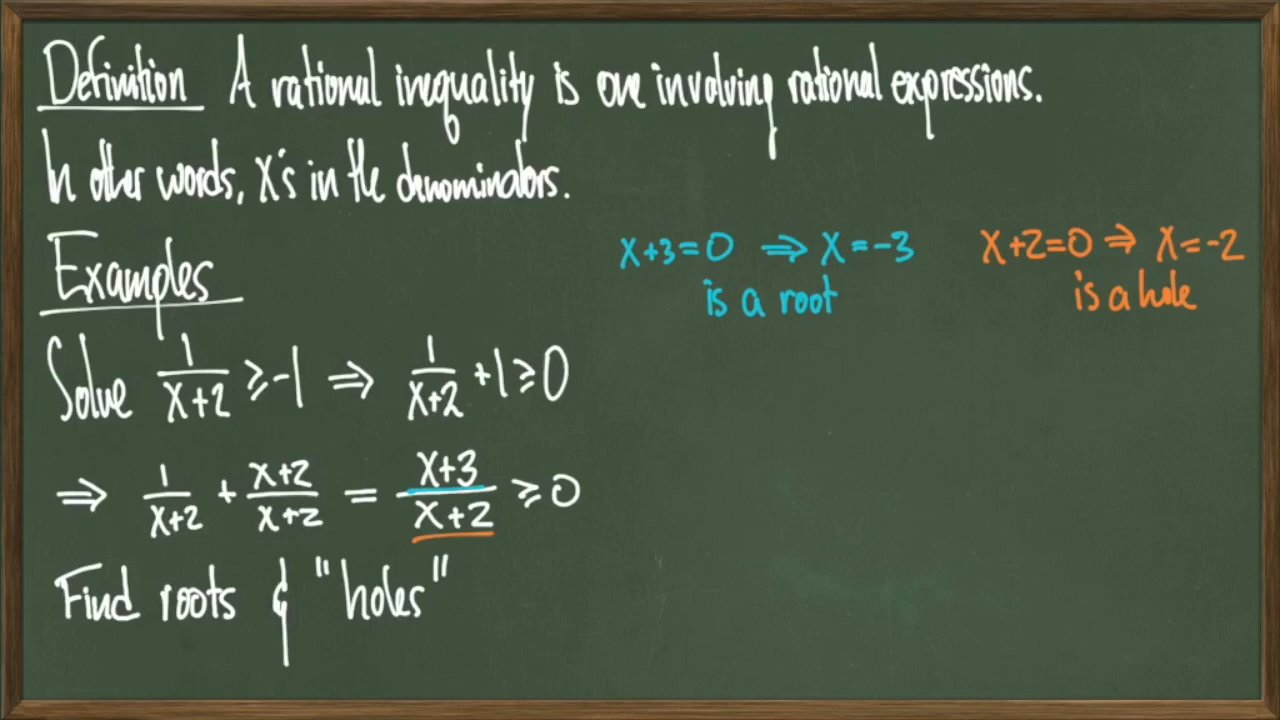 Definition A rational inequality is one involving rational expressions.
In other words, x's in the denominators.
Examples
x+3=0 ⇒ x=-3
is a root
x+2=0 ⇒ x=-2
is a hole
Solve 1/(x+2) ≥ -1 ⇒ 1/(x+2) + 1 ≥ 0
⇒ 1/(x+2) + (x+2)/(x+2) = (x+3)/(x+2) ≥ 0
Find roots & "holes"